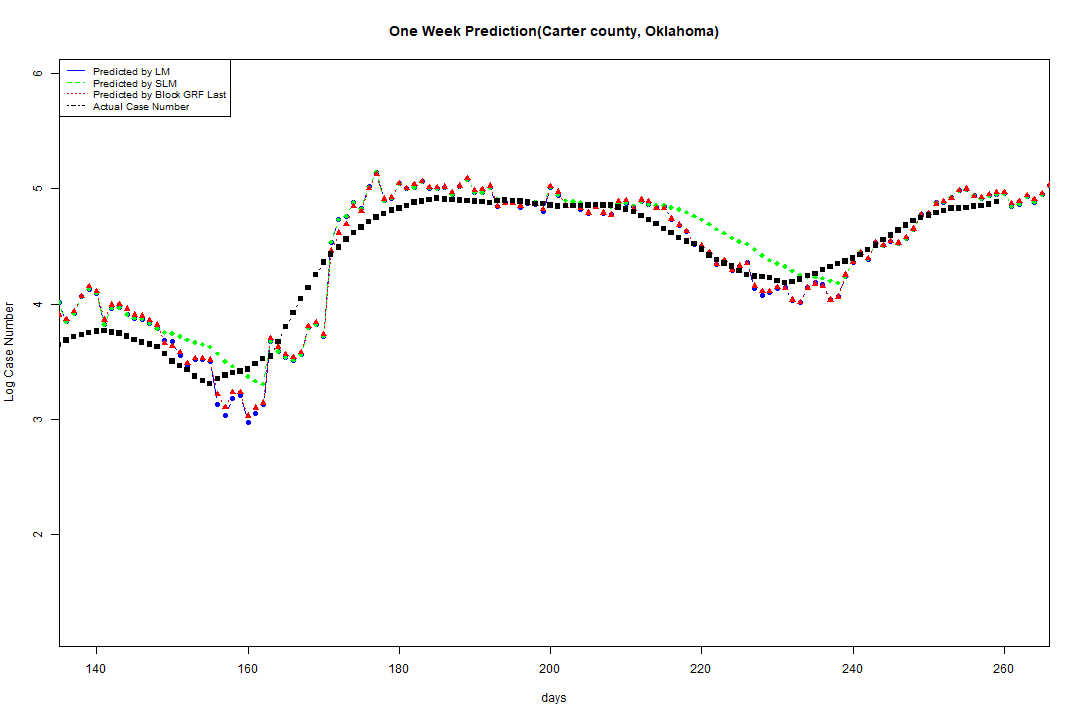 One Week Prediction(Carter county, Oklahoma)
Predicted by LM
Predicted by SLM
Predicted by Block GRF Last
Actual Case Number
6
5
4
3
2
Log Case Number
140 160 180 200 220 240 260
days